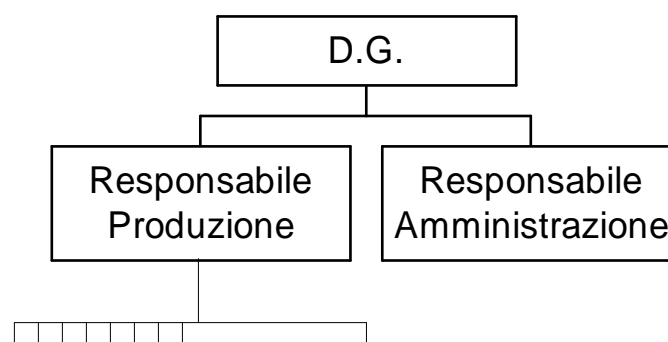 D.G.
Responsabile
Produzione
Responsabile
Amministrazione